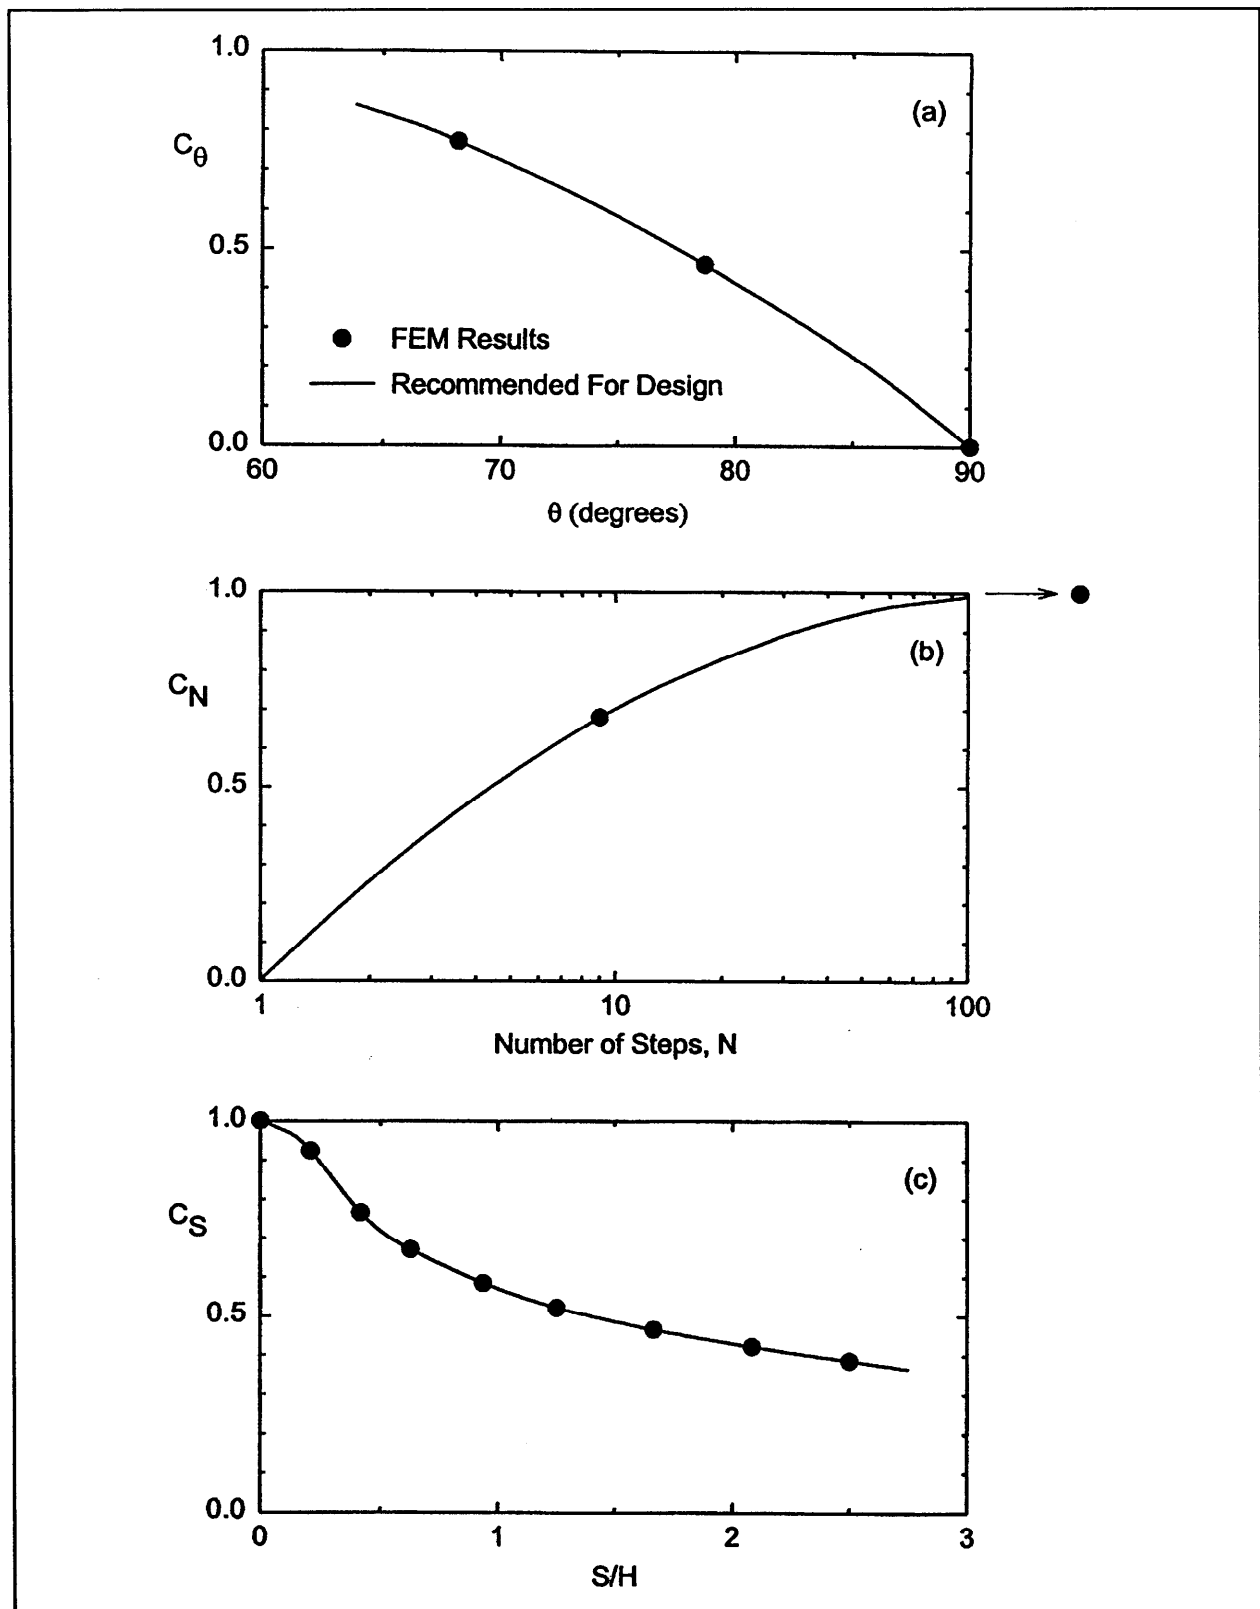 1.0
(a)
Cθ
0.5
FEM Results
Recommended For Design
0.0
60 70 80 90
θ (degrees)
1.0
(b)
CN
0.5
0.0
1 10 100
Number of Steps, N
1.0
(c)
CS
0.5
0.0
0 1 2 3
S/H